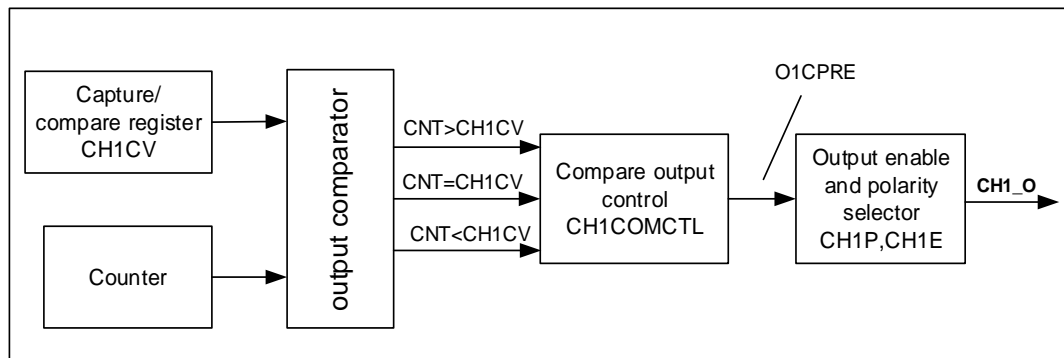 Capture/
compare register
CH1CV
Counter
output comparator
CNT>CH1CV
CNT=CH1CV
CNT<CH1CV
Compare output
control
CH1COMCTL
O1CPRE
Output enable
and polarity
selector
CH1P,CH1E
CH1_O